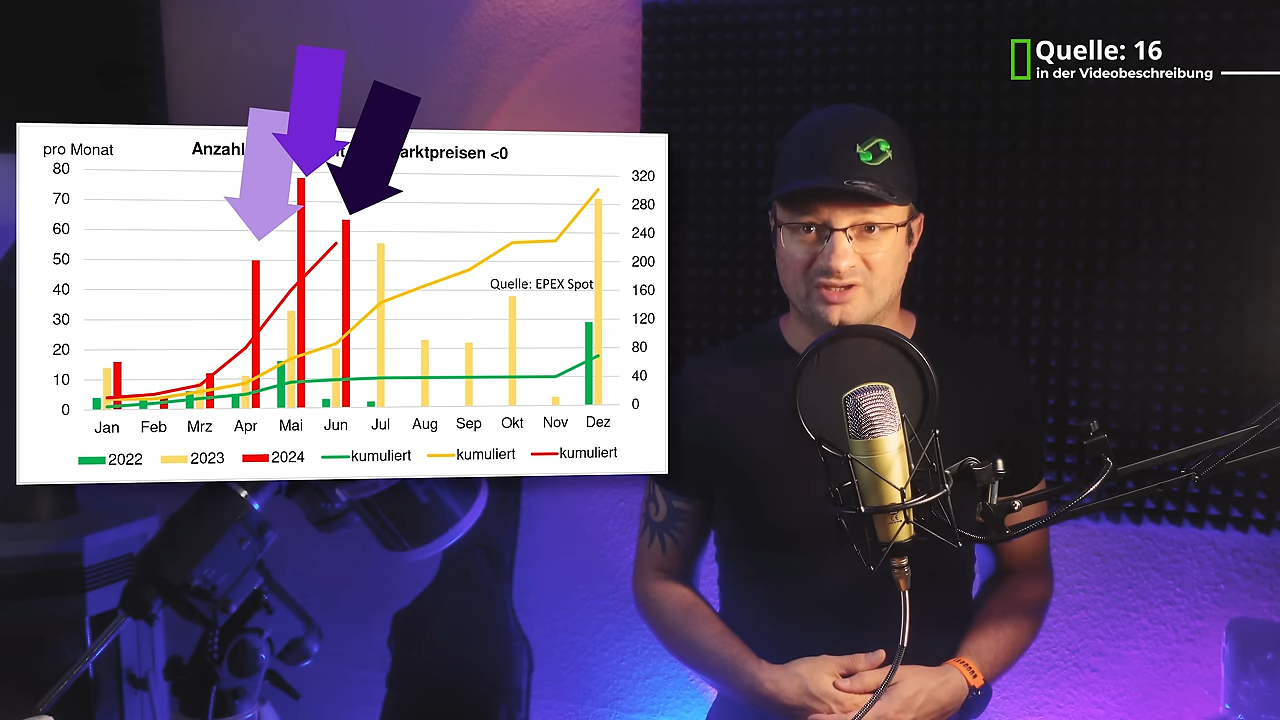 Quelle: 16
in der Videobeschreibung
pro Monat
Anzahl arktpreisen <0
80
70
60
50
40
30
20
10
0
320
280
240
200
160
120
80
40
0
Quelle: EPEX Spot
Jan Feb Mrz Apr Mai Jun Jul Aug Sep Okt Nov Dez
2022 2023 2024 kumuliert kumuliert kumuliert